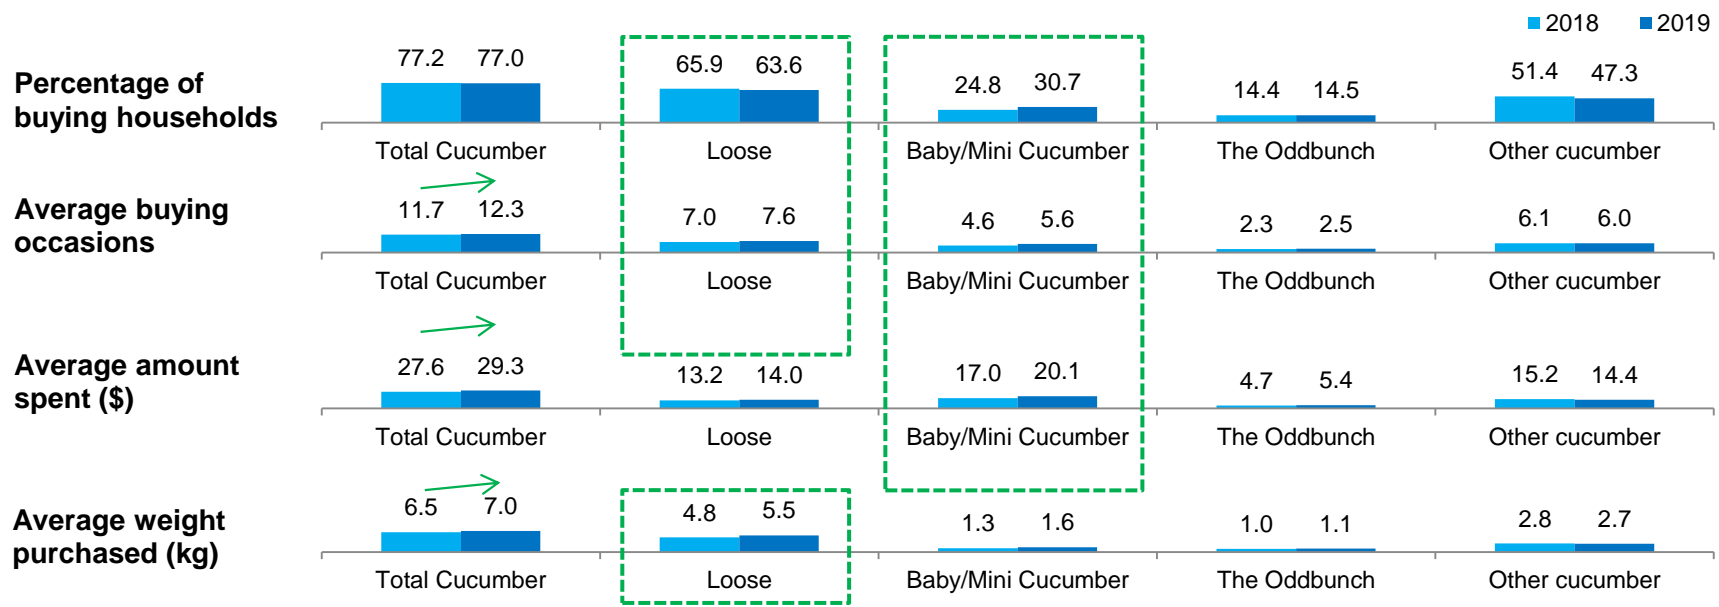 2018 2019
Percentage of
buying households
77.2 77.0 65.9 63.6 24.8 30.7 14.4 14.5 51.4 47.3
Total Cucumber Loose Baby/Mini Cucumber The Oddbunch Other cucumber
Average buying
occasions
11.7 12.3 7.0 7.6 4.6 5.6 2.3 2.5 6.1 6.0
Total Cucumber Loose Baby/Mini Cucumber The Oddbunch Other cucumber
Average amount
spent ($)
27.6 29.3 13.2 14.0 17.0 20.1 4.7 5.4 15.2 14.4
Total Cucumber Loose Baby/Mini Cucumber The Oddbunch Other cucumber
Average weight
purchased (kg)
6.5 7.0 4.8 5.5 1.3 1.6 1.0 1.1 2.8 2.7
Total Cucumber Loose Baby/Mini Cucumber The Oddbunch Other cucumber